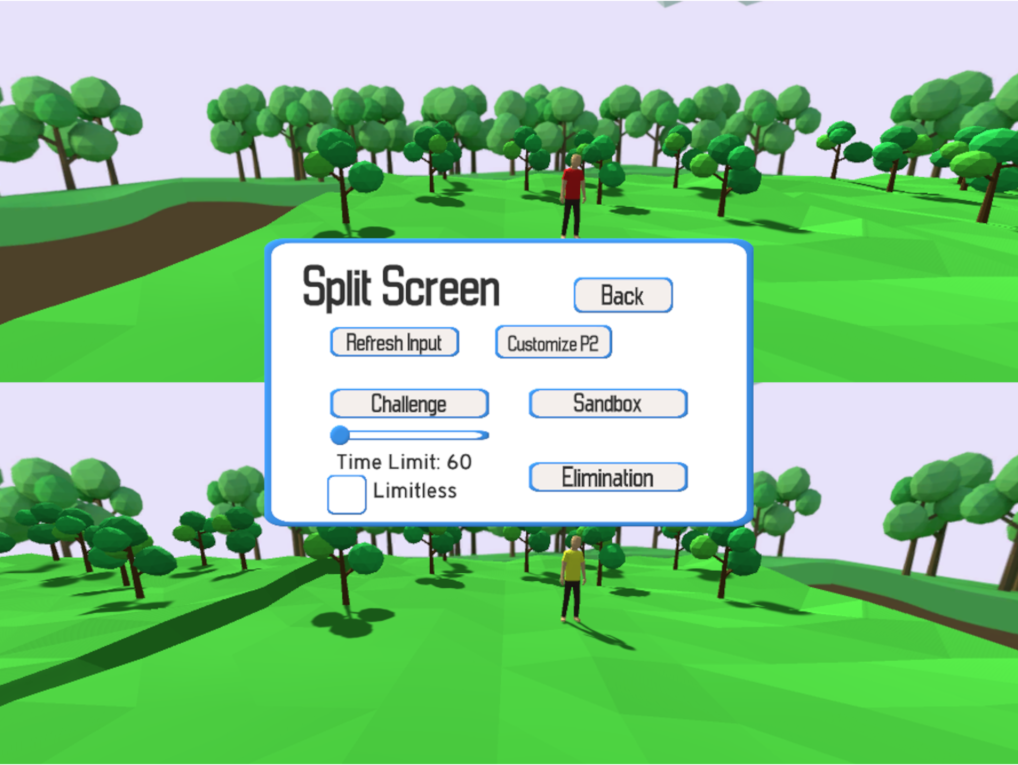 Split Screen
Back
Refresh Input
Customize P2
Challenge
Sandbox
Time Limit: 60
Limitless
Elimination